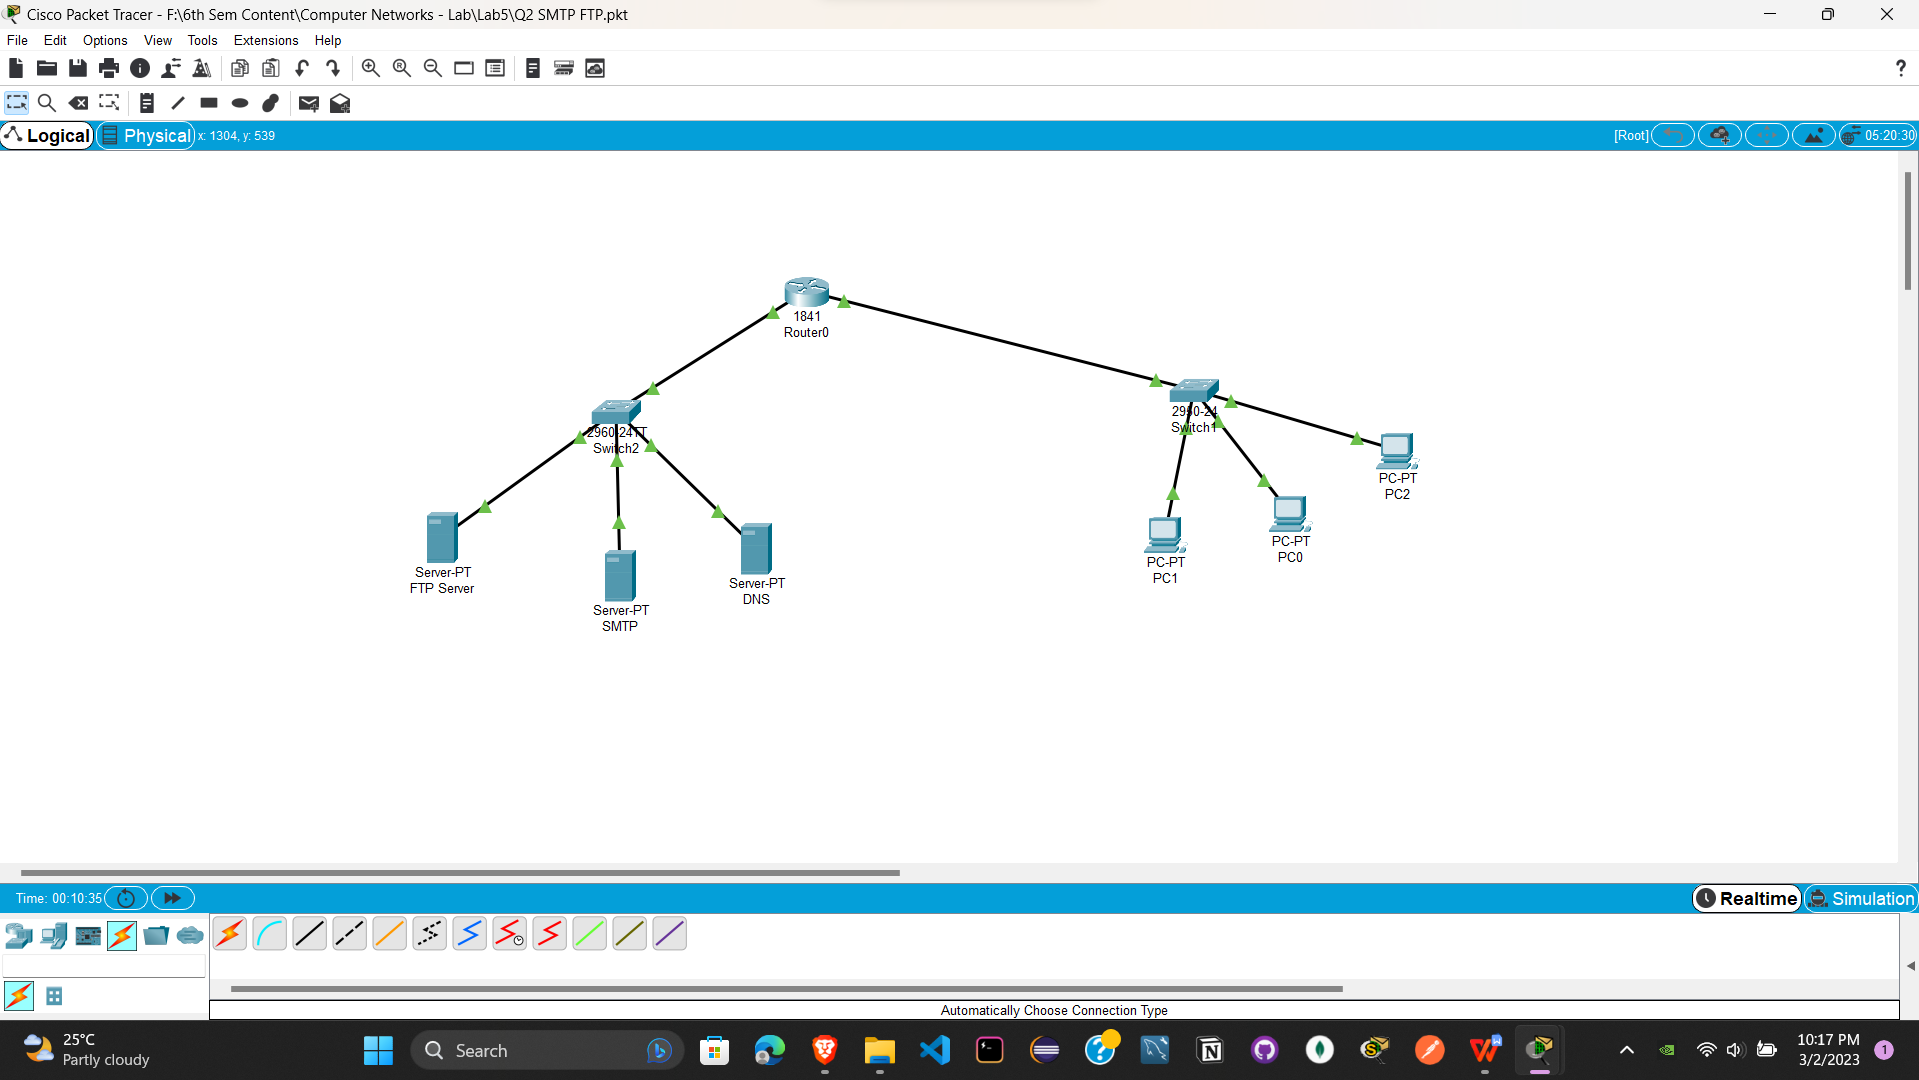 Cisco Packet Tracer - F:\6th Sem Content\Computer Networks - Lab\Lab5\Q2 SMTP FTP.pkt
File Edit Options View Tools Extensions Help
?
Logical Physical x: 1304, y: 539 [Root] 05:20:30
1841
Router0
2960-24TT
Switch2
2950-24
Switch1
PC-PT
PC2
Server-PT
FTP Server
Server-PT
SMTP
Server-PT
DNS
PC-PT
PC1
PC-PT
PC0
Time: 00:10:35 Realtime Simulation
Automatically Choose Connection Type
25°C
Partly cloudy
Search
10:17 PM
3/2/2023
1